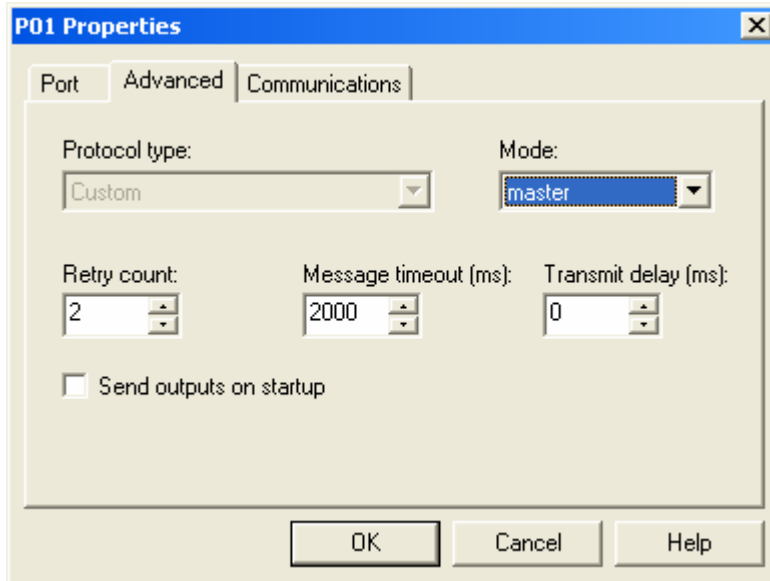 P01 Properties
Port Advanced Communications
Protocol type: Mode:
Custom master
Retry count: Message timeout (ms): Transmit delay (ms):
2 2000 0
Send outputs on startup
OK Cancel Help